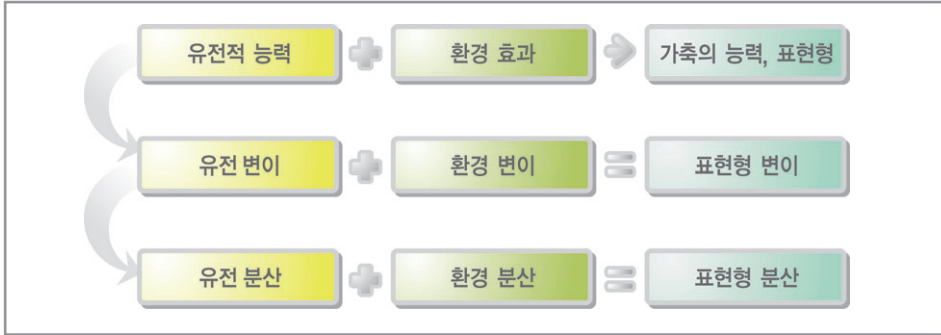 유전적 능력 + 환경 효과 → 가축의 능력, 표현형
유전 변이 + 환경 변이 = 표현형 변이
유전 분산 + 환경 분산 = 표현형 분산